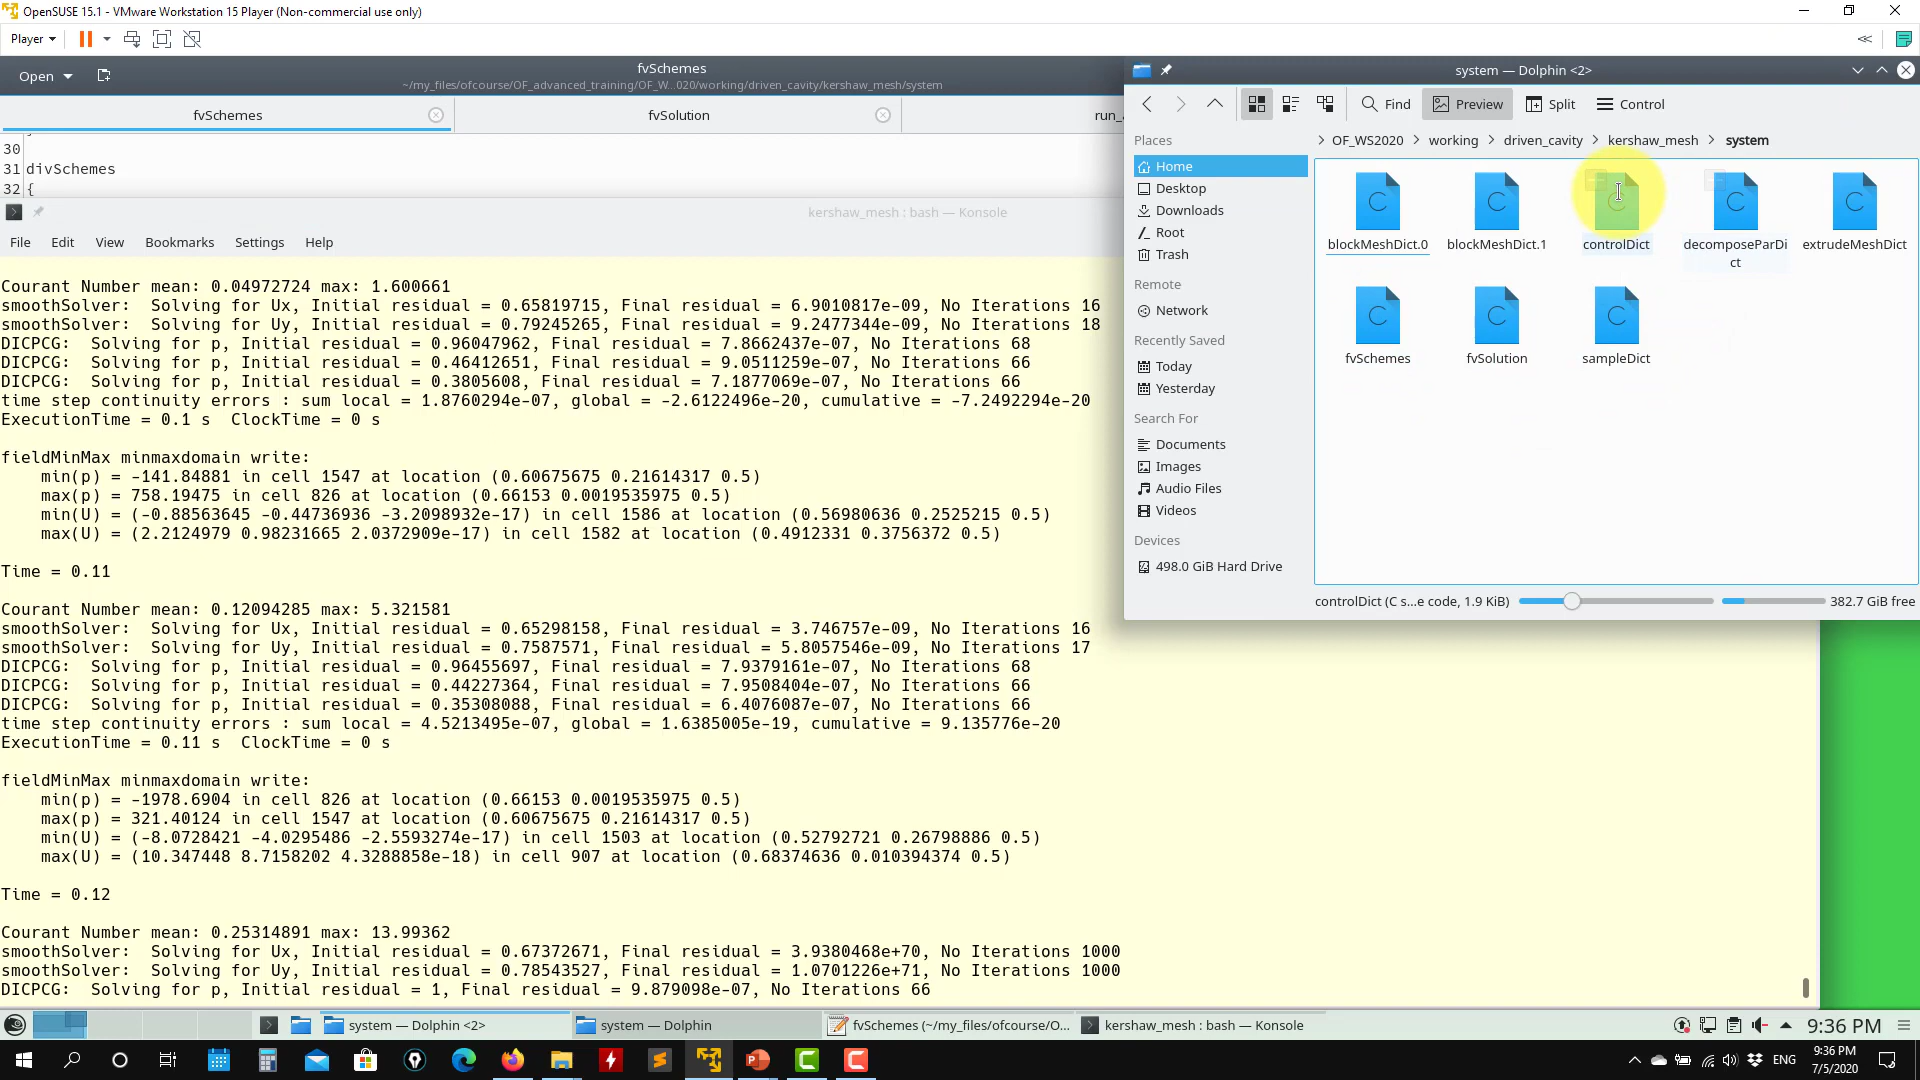 OpenSUSE 15.1 - VMware Workstation 15 Player (Non-commercial use only)
Player
Open
fvSchemes
~/my_files/ofcourse/OF_advanced_training/OF_W...020/working/driven_cavity/kershaw_mesh/system
fvSchemes
fvSolution
run_
30
31 divSchemes
32 {
kershaw_mesh : bash — Konsole
File Edit View Bookmarks Settings Help
Courant Number mean: 0.04972724 max: 1.600661
smoothSolver:  Solving for Ux, Initial residual = 0.65819715, Final residual = 6.9010817e-09, No Iterations 16
smoothSolver:  Solving for Uy, Initial residual = 0.79245265, Final residual = 9.2477344e-09, No Iterations 18
DICPCG:  Solving for p, Initial residual = 0.96047962, Final residual = 7.8662437e-07, No Iterations 68
DICPCG:  Solving for p, Initial residual = 0.46412651, Final residual = 9.0511259e-07, No Iterations 66
DICPCG:  Solving for p, Initial residual = 0.3805608, Final residual = 7.1877069e-07, No Iterations 66
time step continuity errors : sum local = 1.8760294e-07, global = -2.6122496e-20, cumulative = -7.2492294e-20
ExecutionTime = 0.1 s  ClockTime = 0 s
fieldMinMax minmaxdomain write:
min(p) = -141.84881 in cell 1547 at location (0.60675675 0.21614317 0.5)
max(p) = 758.19475 in cell 826 at location (0.66153 0.0019535975 0.5)
min(U) = (-0.88563645 -0.44736936 -3.2098932e-17) in cell 1586 at location (0.56980636 0.2525215 0.5)
max(U) = (2.2124979 0.98231665 2.0372909e-17) in cell 1582 at location (0.4912331 0.3756372 0.5)
Time = 0.11
Courant Number mean: 0.12094285 max: 5.321581
smoothSolver:  Solving for Ux, Initial residual = 0.65298158, Final residual = 3.746757e-09, No Iterations 16
smoothSolver:  Solving for Uy, Initial residual = 0.7587571, Final residual = 5.8057546e-09, No Iterations 17
DICPCG:  Solving for p, Initial residual = 0.96455697, Final residual = 7.9379161e-07, No Iterations 68
DICPCG:  Solving for p, Initial residual = 0.44227364, Final residual = 7.9508404e-07, No Iterations 66
DICPCG:  Solving for p, Initial residual = 0.35308088, Final residual = 6.4076087e-07, No Iterations 66
time step continuity errors : sum local = 4.5213495e-07, global = 1.6385005e-19, cumulative = 9.135776e-20
ExecutionTime = 0.11 s  ClockTime = 0 s
fieldMinMax minmaxdomain write:
min(p) = -1978.6904 in cell 826 at location (0.66153 0.0019535975 0.5)
max(p) = 321.40124 in cell 1547 at location (0.60675675 0.21614317 0.5)
min(U) = (-8.0728421 -4.0295486 -2.5593274e-17) in cell 1503 at location (0.52792721 0.26798886 0.5)
max(U) = (10.347448 8.7158202 4.3288858e-18) in cell 907 at location (0.68374636 0.010394374 0.5)
Time = 0.12
Courant Number mean: 0.25314891 max: 13.99362
smoothSolver:  Solving for Ux, Initial residual = 0.67372671, Final residual = 3.9380468e+70, No Iterations 1000
smoothSolver:  Solving for Uy, Initial residual = 0.78543527, Final residual = 1.0701226e+71, No Iterations 1000
DICPCG:  Solving for p, Initial residual = 1, Final residual = 9.879098e-07, No Iterations 66
system — Dolphin <2>
Find Preview Split Control
Places
Home
Desktop
Downloads
Root
Trash
Remote
Network
Recently Saved
Today
Yesterday
Search For
Documents
Images
Audio Files
Videos
Devices
498.0 GiB Hard Drive
> OF_WS2020 > working > driven_cavity > kershaw_mesh > system
blockMeshDict.0
blockMeshDict.1
controlDict
decomposeParDi
ct
extrudeMeshDict
fvSchemes
fvSolution
sampleDict
controlDict (C s...e code, 1.9 KiB)
382.7 GiB free
system — Dolphin <2>
system — Dolphin
fvSchemes (~/my_files/ofcourse/O...
kershaw_mesh : bash — Konsole
9:36 PM
ENG
9:36 PM
7/5/2020